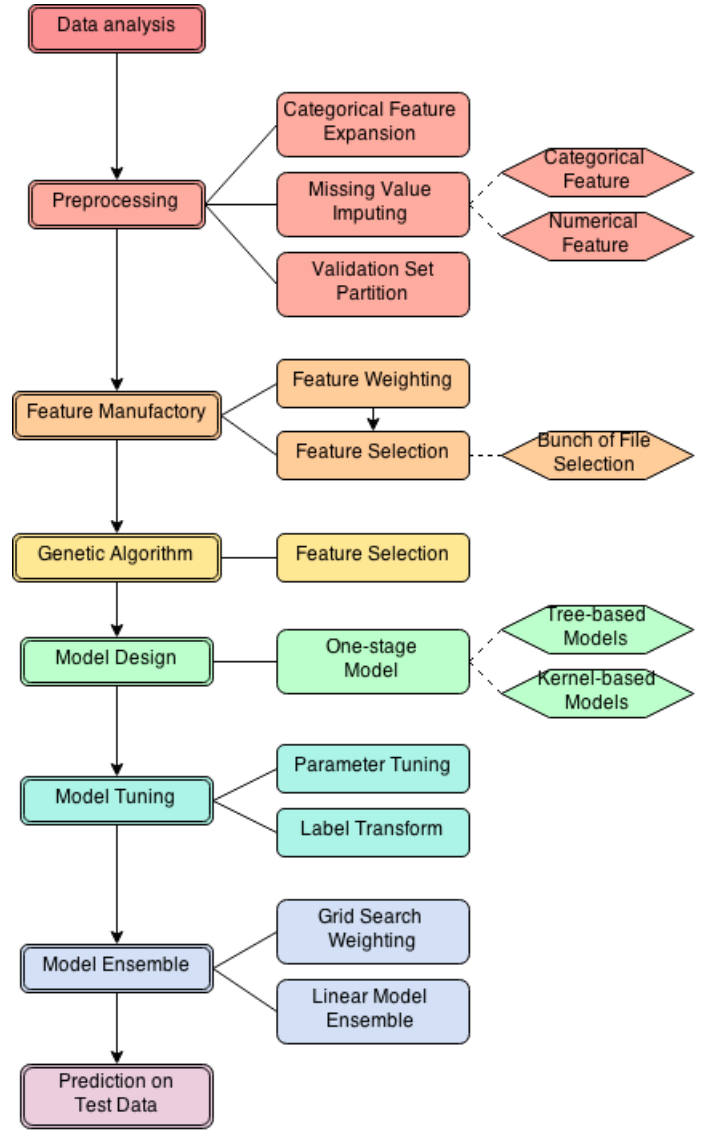 Data analysis
Categorical Feature
Expansion
Preprocessing
Missing Value
Imputing
Categorical
Feature
Numerical
Feature
Validation Set
Partition
Feature Manufactory
Feature Weighting
Feature Selection
Bunch of File
Selection
Genetic Algorithm
Feature Selection
Model Design
One-stage
Model
Tree-based
Models
Kernel-based
Models
Model Tuning
Parameter Tuning
Label Transform
Model Ensemble
Grid Search
Weighting
Linear Model
Ensemble
Prediction on
Test Data